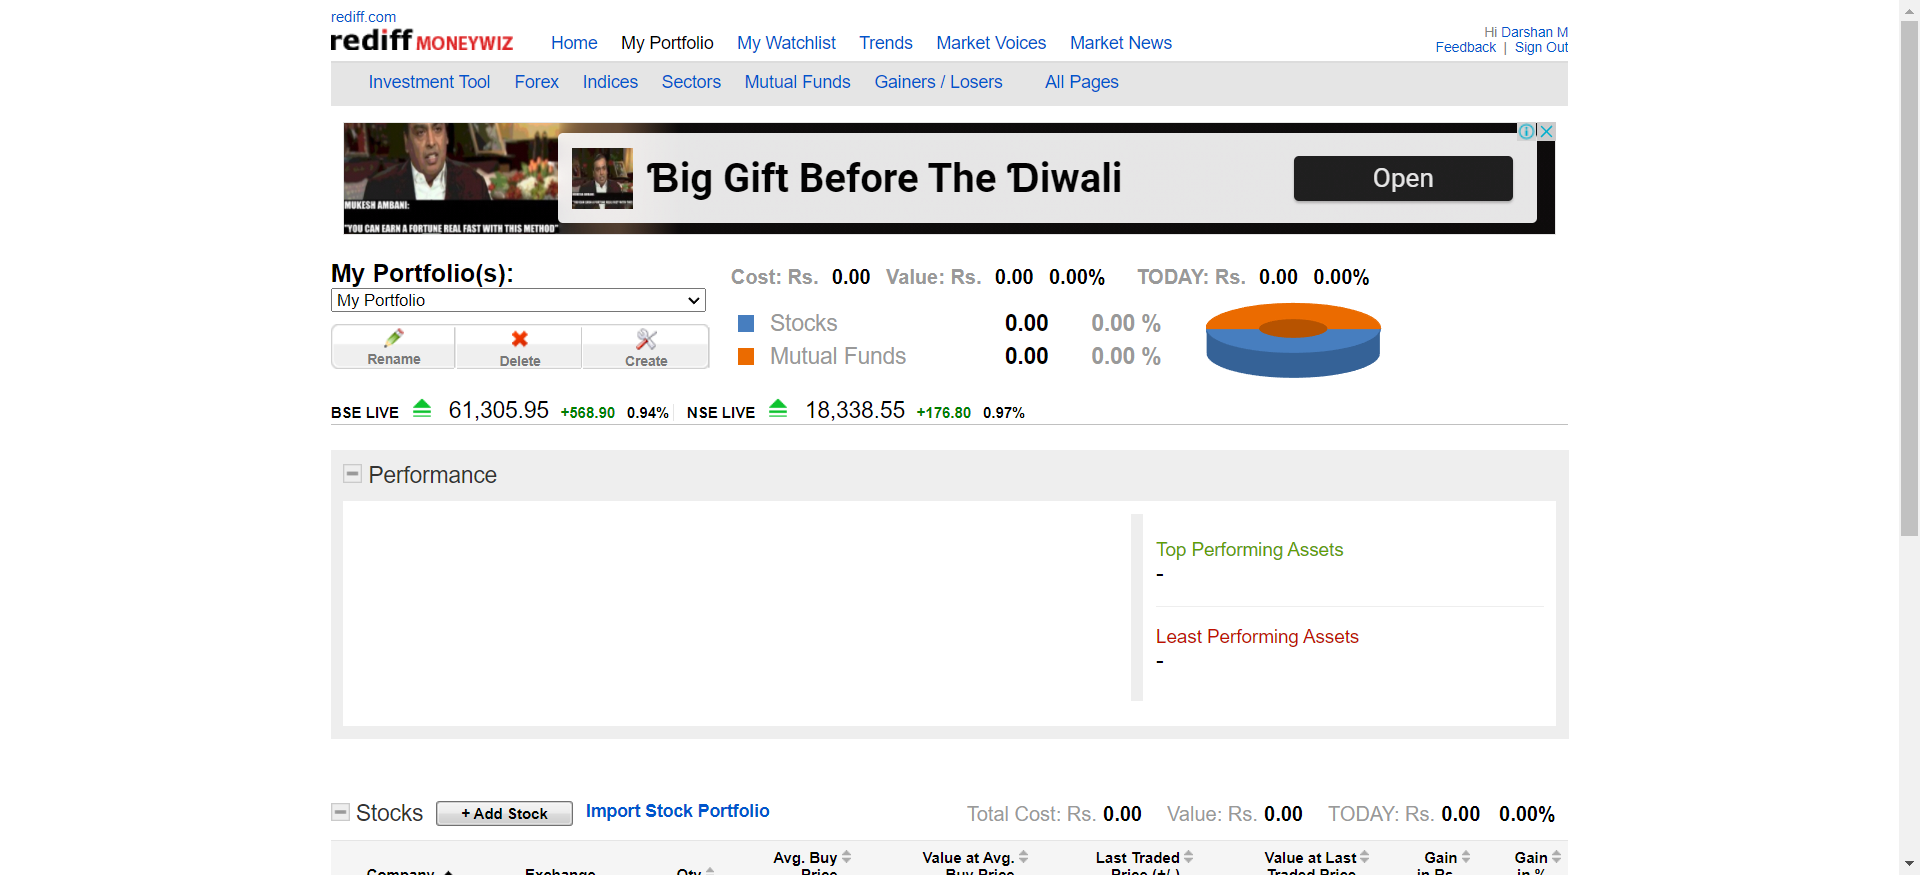 rediff.com
rediff MONEYWIZ
Home My Portfolio My Watchlist Trends Market Voices Market News
Hi Darshan M
Feedback | Sign Out
Investment Tool Forex Indices Sectors Mutual Funds Gainers / Losers All Pages
MUKESH AMBANI:
"YOU CAN EARN A FORTUNE REAL FAST WITH THIS METHOD"
Ɓig Gift Before The Ɗiwali
Open
My Portfolio(s):
My Portfolio
Rename Delete Create
Cost: Rs. 0.00 Value: Rs. 0.00 0.00% TODAY: Rs. 0.00 0.00%
Stocks 0.00 0.00 %
Mutual Funds 0.00 0.00 %
BSE LIVE 61,305.95 +568.90 0.94% NSE LIVE 18,338.55 +176.80 0.97%
Performance
Top Performing Assets
-
Least Performing Assets
-
Stocks + Add Stock Import Stock Portfolio Total Cost: Rs. 0.00 Value: Rs. 0.00 TODAY: Rs. 0.00 0.00%
Avg. Buy Value at Avg. Last Traded Value at Last Gain Gain
Company Exchange Qty Price Buy Price Price (+/-) Traded Price in Rs. in %